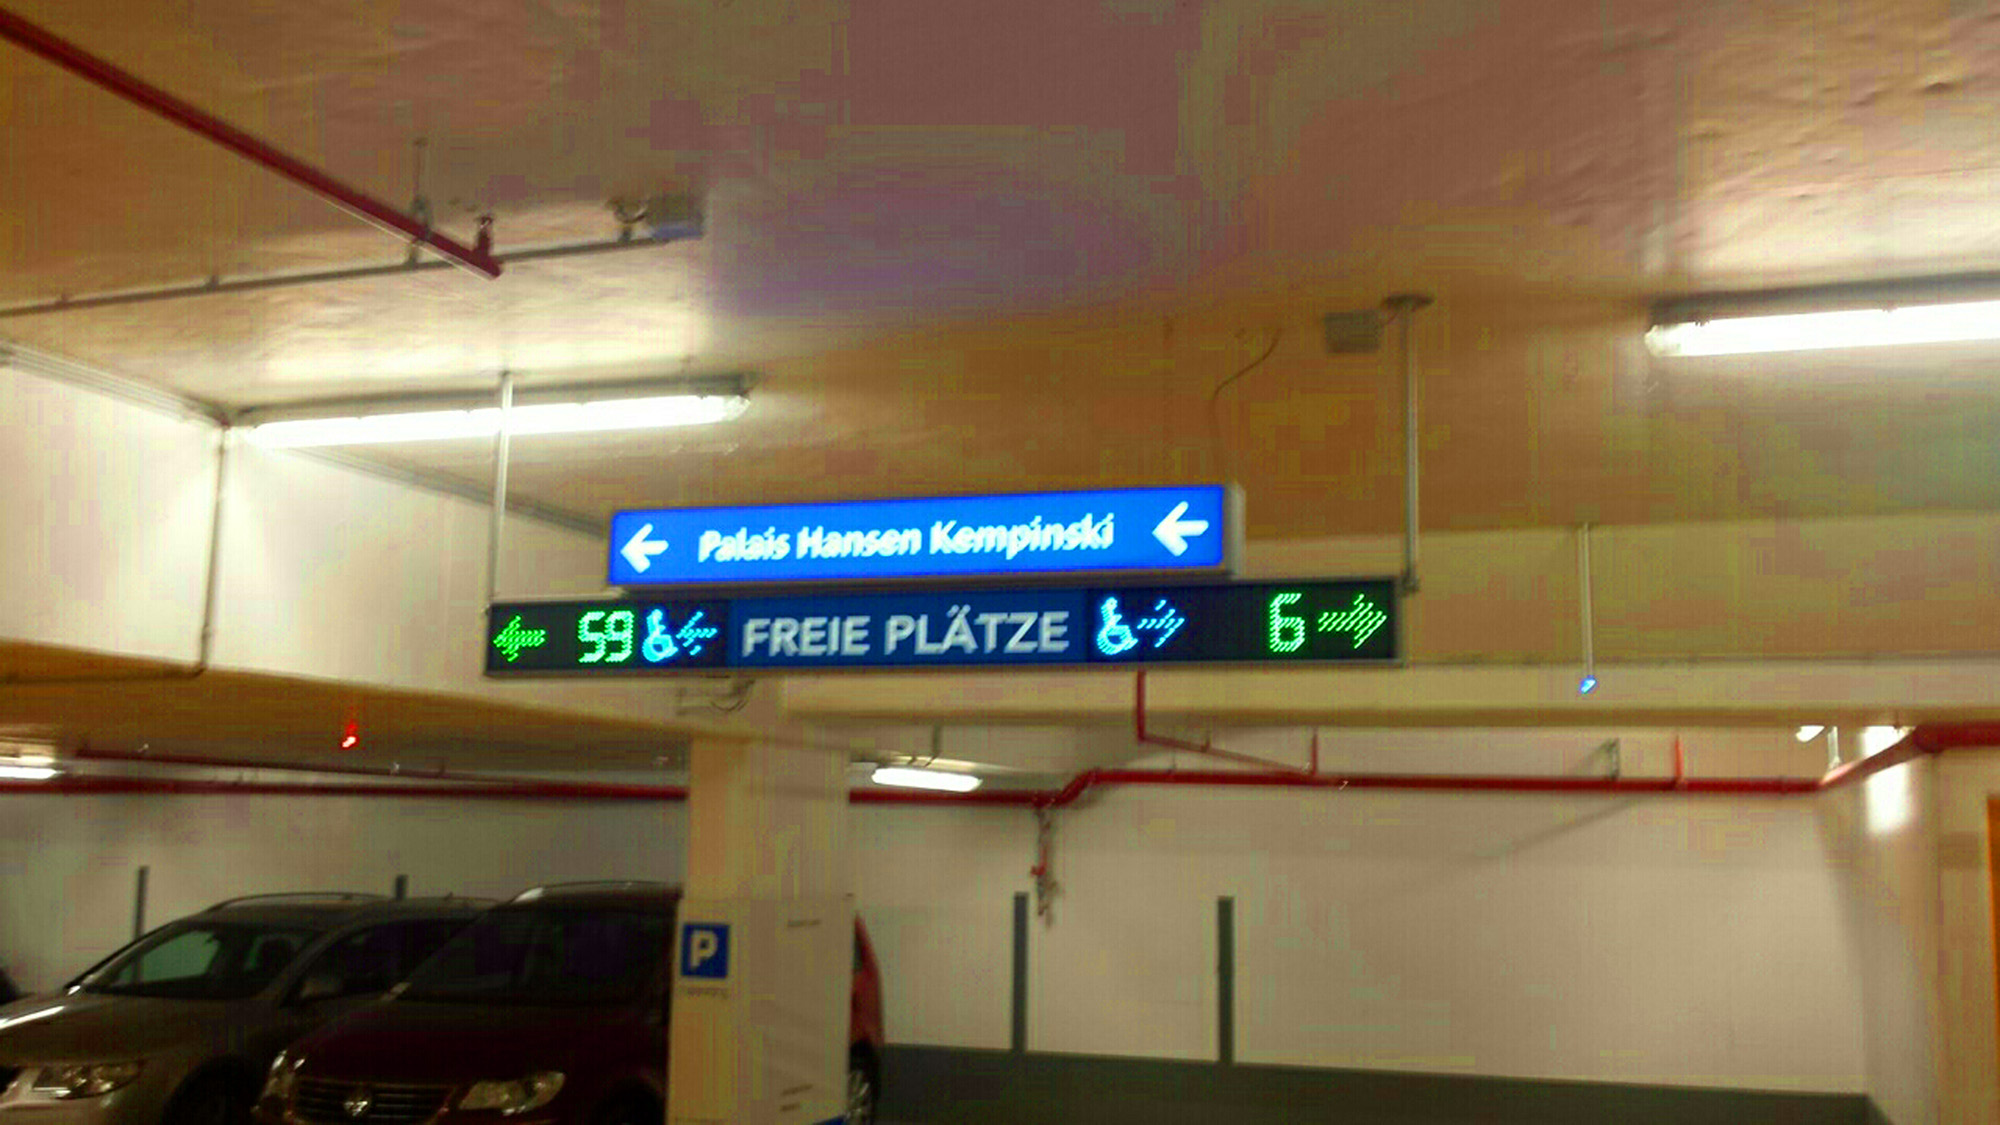 Palais Hansen Kempinski
59 FREIE PLÄTZE 6
P